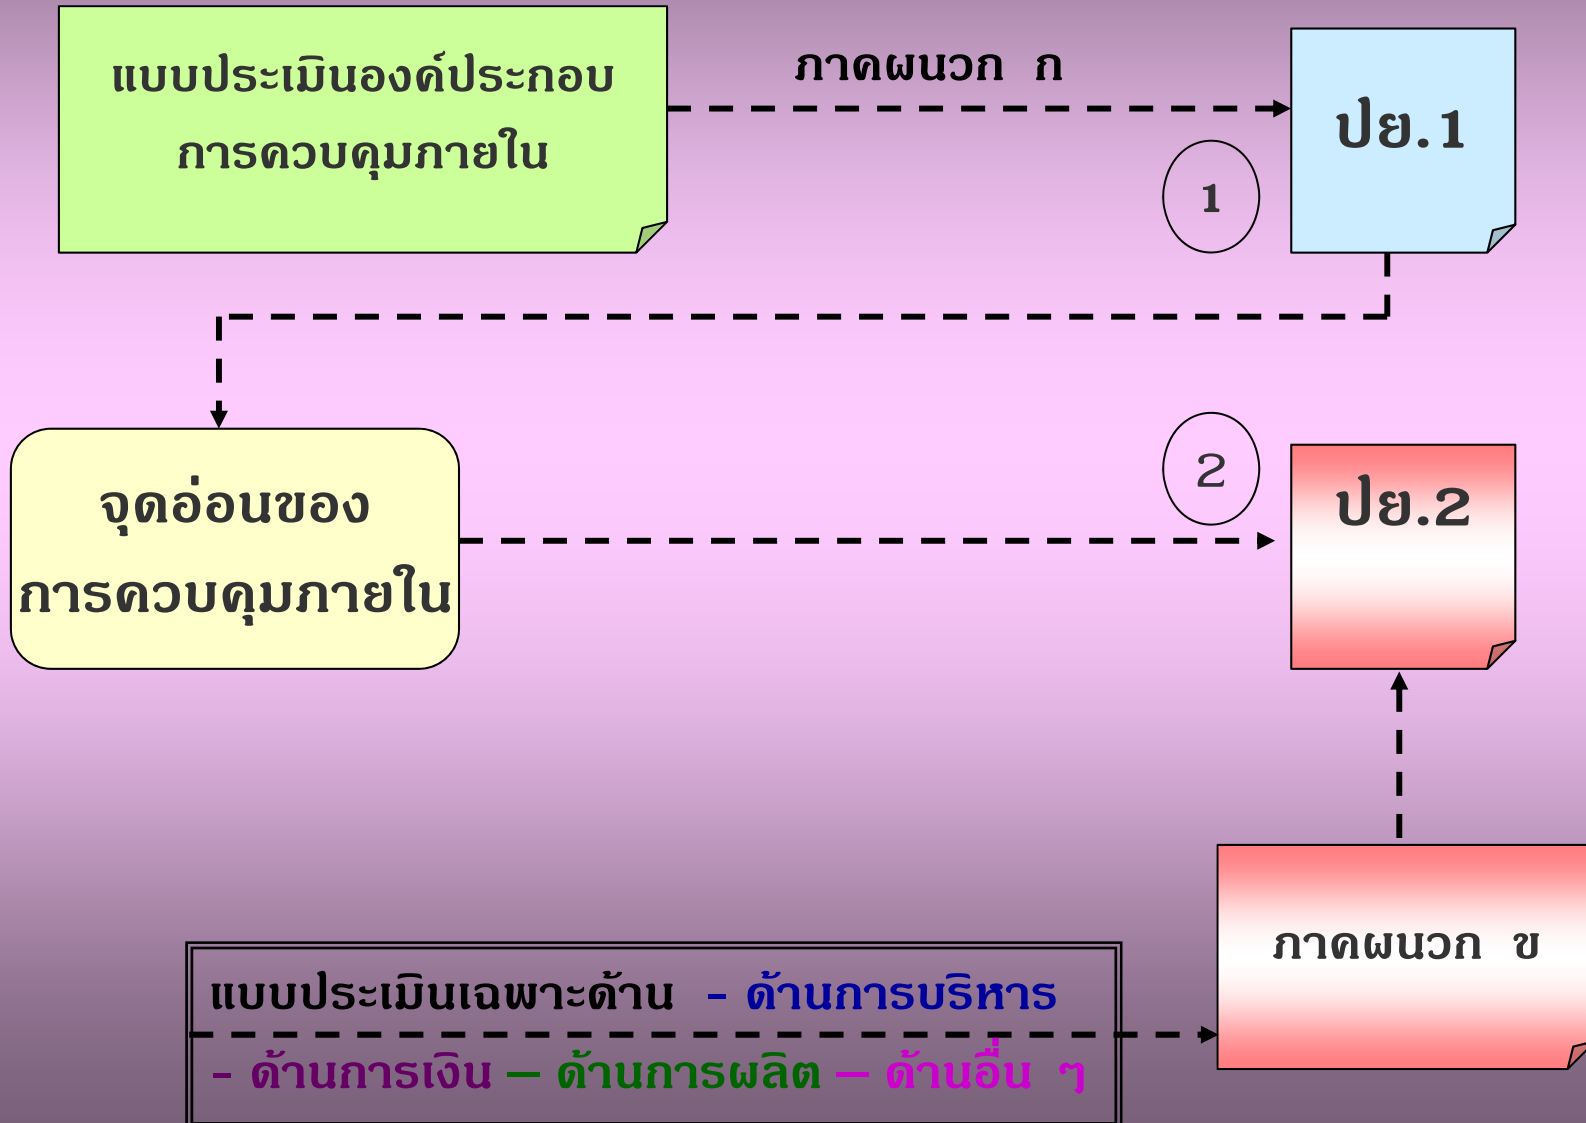 แบบประเมินองค์ประกอบ
การควบคุมภายใน
ภาคผนวก ก
ปย.1
1
จุดอ่อนของ
การควบคุมภายใน
2
ปย.2
ภาคผนวก ข
แบบประเมินเฉพาะด้าน - ด้านการบริหาร
- ด้านการเงิน – ด้านการผลิต – ด้านอื่น ๆ